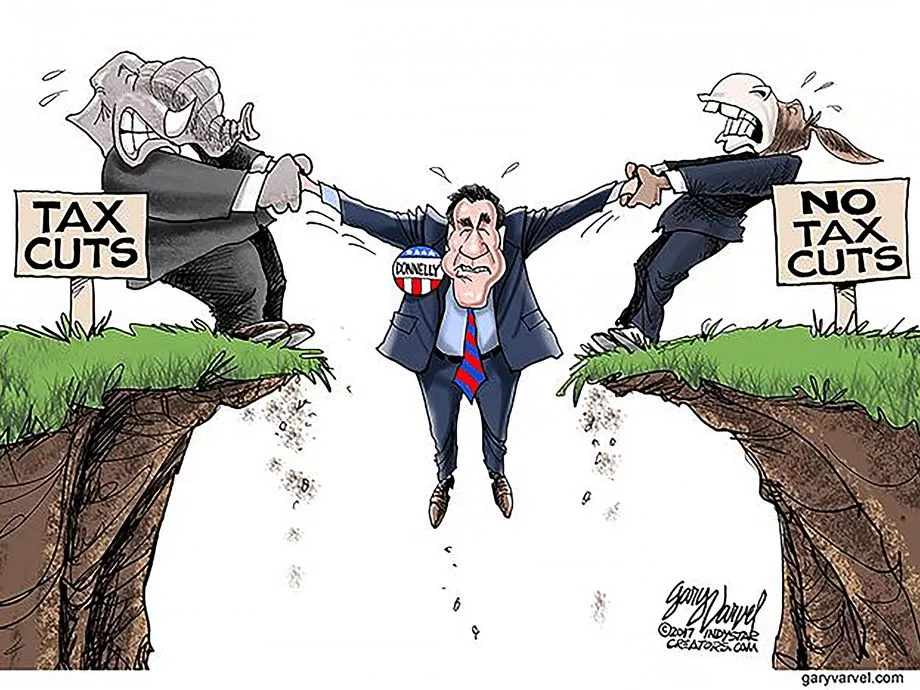 TAX
CUTS
DONNELLY
NO
TAX
CUTS
Gary Varvel
©2017 INDYSTAR
CREATORS.COM
garyvarvel.com